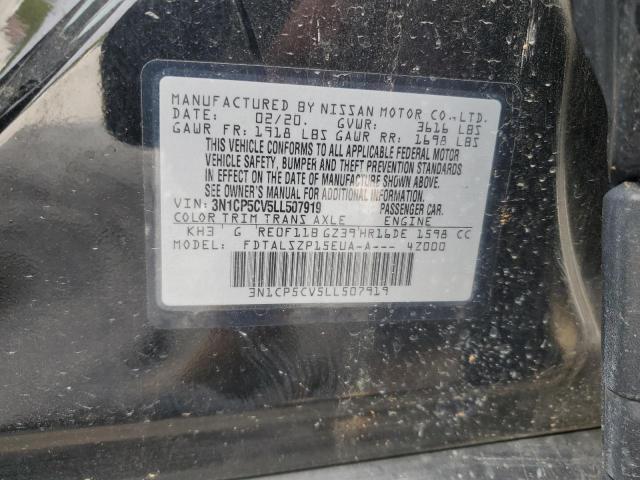 MANUFACTURED BY NISSAN MOTOR CO.,LTD.
DATE: 02/20. GVWR: 3616 LBS
GAWR FR: 1918 LBS GAWR RR: 1698 LBS
THIS VEHICLE CONFORMS TO ALL APPLICABLE FEDERAL MOTOR
VEHICLE SAFETY, BUMPER AND THEFT PREVENTION STANDARDS
IN EFFECT ON THE DATE OF MANUFACTURE SHOWN ABOVE.
SEE OWNER'S MANUAL FOR ADDITIONAL INFORMATION
VIN: 3N1CP5CV5LL507919 PASSENGER CAR.
COLOR TRIM TRANS AXLE ENGINE
KH3 G RE0F11B GZ39 HR16DE 1598 CC
MODEL: FDTALSZP15EUA-A--- 4Z000
3N1CP5CV5LL507919